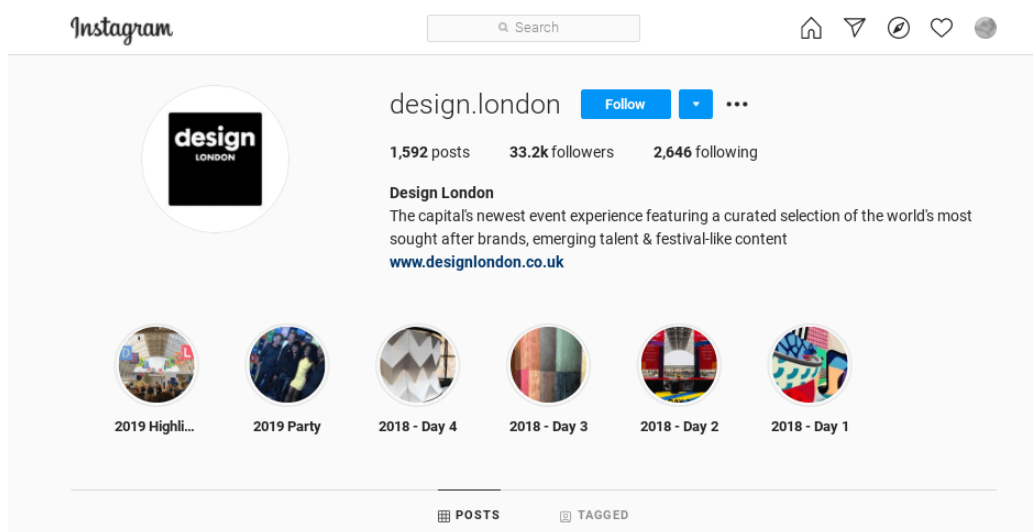 Instagram
Search
design
LONDON
design.london
Follow
1,592 posts 33.2k followers 2,646 following
Design London
The capital's newest event experience featuring a curated selection of the world's most
sought after brands, emerging talent & festival-like content
www.designlondon.co.uk
D L
2019 Highli... 2019 Party 2018 - Day 4 2018 - Day 3 2018 - Day 2 2018 - Day 1
POSTS TAGGED